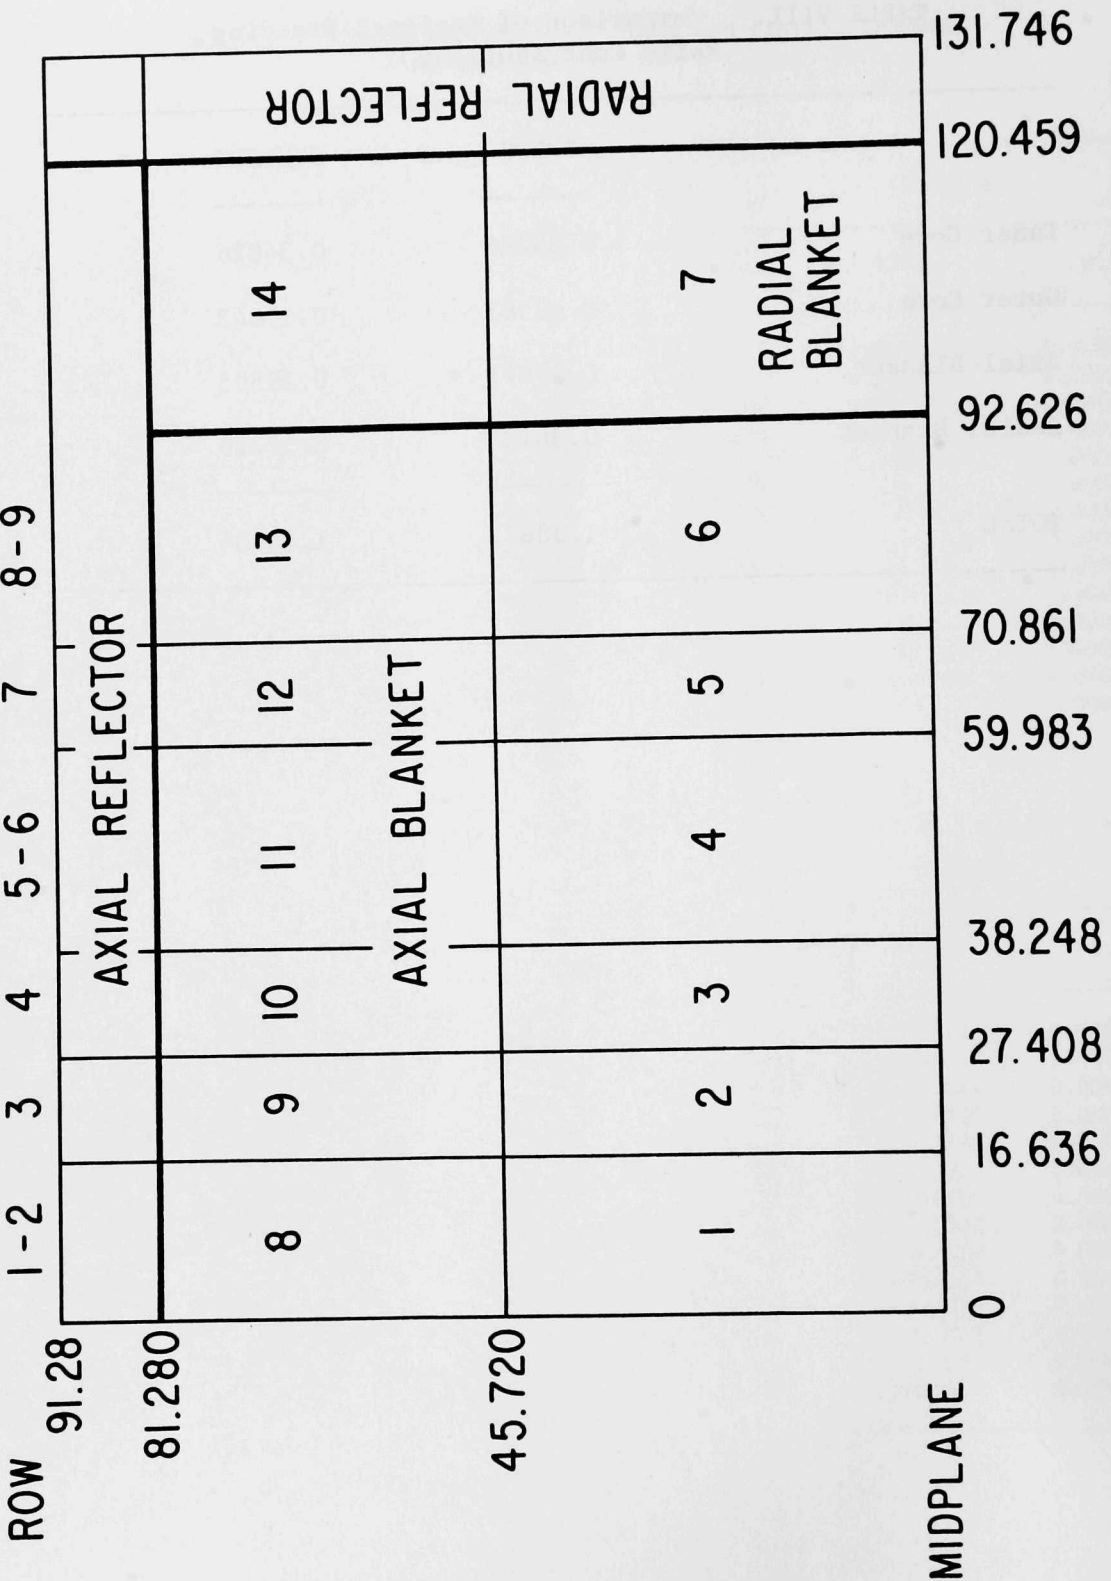 ROW 1-2 3 4 5-6 7 8-9
91.28
AXIAL REFLECTOR
81.280
8 9 10 11 12 13 14
AXIAL BLANKET
RADIAL REFLECTOR
45.720
1 2 3 4 5 6 7
RADIAL
BLANKET
MIDPLANE
0 16.636 27.408 38.248 59.983 70.861 92.626 120.459 131.746